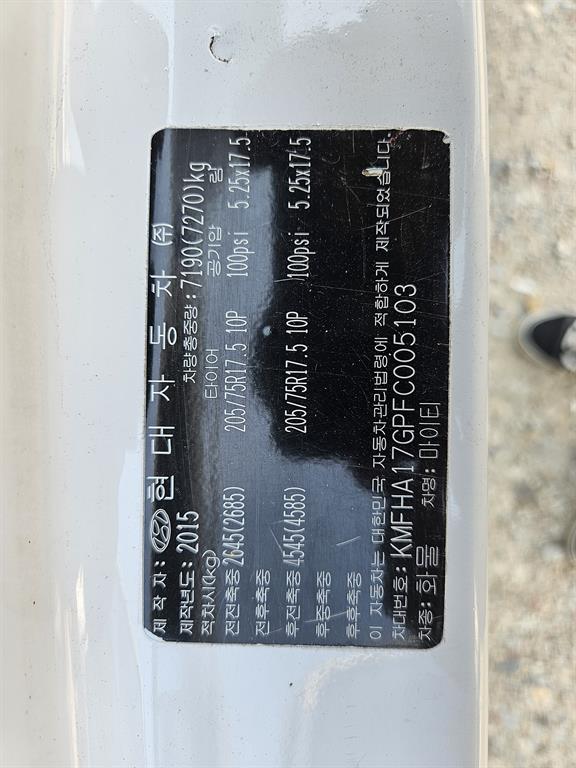 제 작 자: 현 대 자 동 차 (주)
제작년도: 2015 차량총중량: 7190(7270)kg
적차시(kg) 타이어 공기압 림
전전축중 2645(2685) 205/75R17.5 10P 100psi 5.25x17.5
전후축중
후전축중 4545(4585) 205/75R17.5 10P 100psi 5.25x17.5
후중축중
후후축중
이 자동차는 대한민국 자동차관리법령에 적합하게 제작되었습니다.
차대번호: KMFHA17GPFC005103
차종: 화물 차명: 마이티